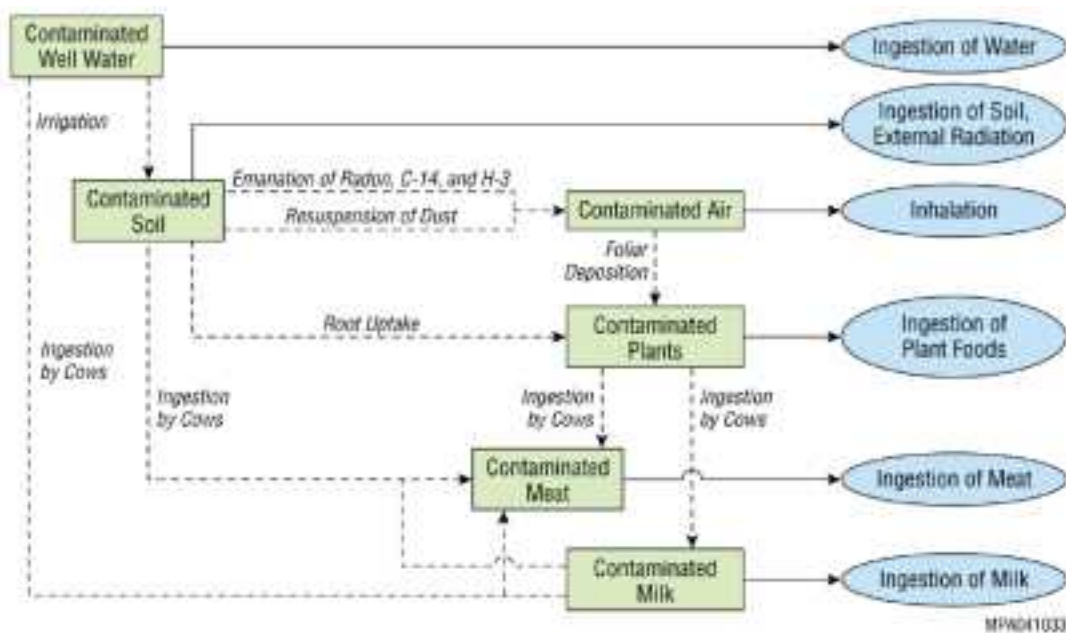 Contaminated
Well Water
Ingestion of Water
Irrigation
Ingestion of Soil,
External Radiation
Emanation of Radon, C-14, and H-3
Contaminated
Soil
Resuspension of Dust
Contaminated Air
Inhalation
Foliar
Deposition
Root Uptake
Contaminated
Plants
Ingestion of
Plant Foods
Ingestion
by Cows
Ingestion
by Cows
Ingestion
by Cows
Ingestion
by Cows
Contaminated
Meat
Ingestion of Meat
Contaminated
Milk
Ingestion of Milk
MPA041033